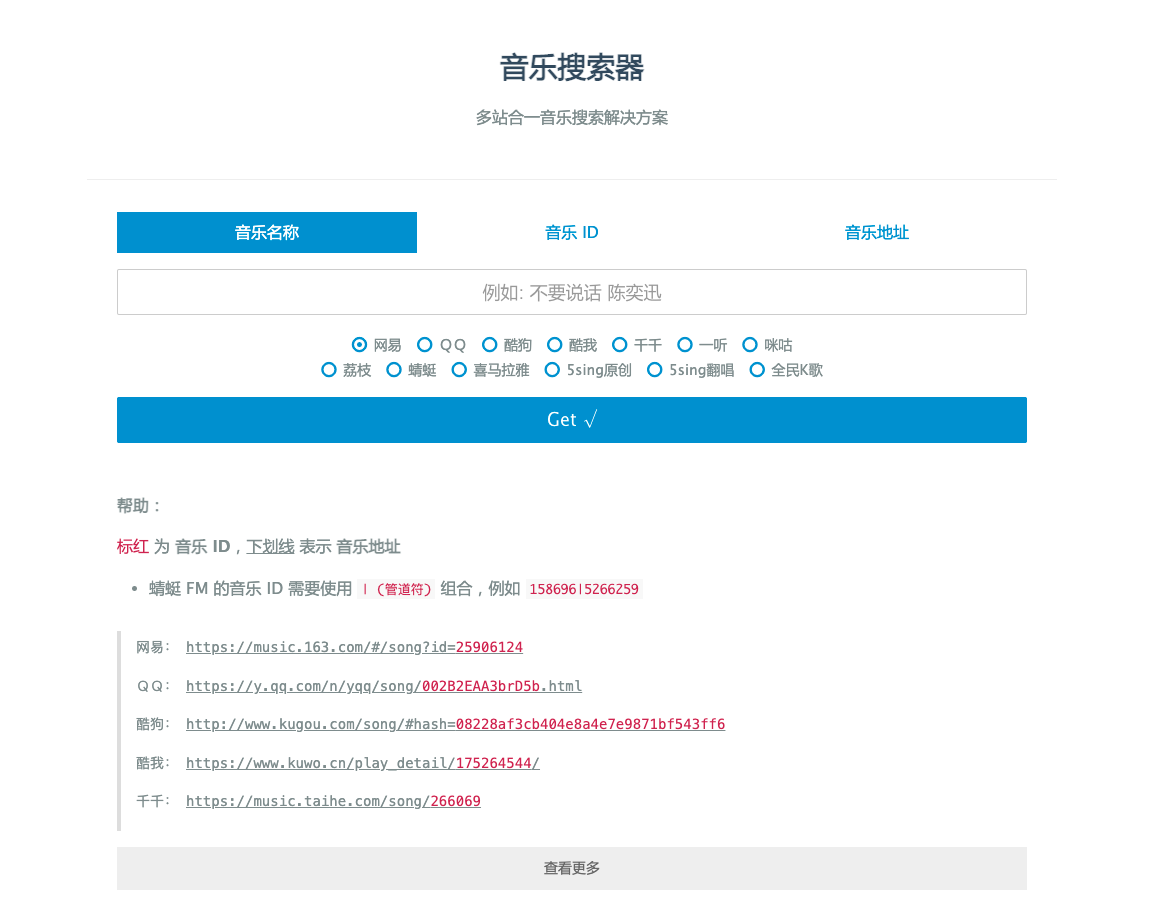 音乐搜索器
多站合一音乐搜索解决方案
音乐名称 音乐 ID 音乐地址
例如: 不要说话 陈奕迅
网易 ＱＱ 酷狗 酷我 千千 一听 咪咕
荔枝 蜻蜓 喜马拉雅 5sing原创 5sing翻唱 全民K歌
Get √
帮助：
标红 为 音乐 ID，下划线 表示 音乐地址
• 蜻蜓 FM 的音乐 ID 需要使用 | (管道符) 组合，例如 158696|5266259
网易: https://music.163.com/#/song?id=25906124
ＱＱ: https://y.qq.com/n/yqq/song/002B2EAA3brD5b.html
酷狗: http://www.kugou.com/song/#hash=08228af3cb404e8a4e7e9871bf543ff6
酷我: https://www.kuwo.cn/play_detail/175264544/
千千: https://music.taihe.com/song/266069
查看更多